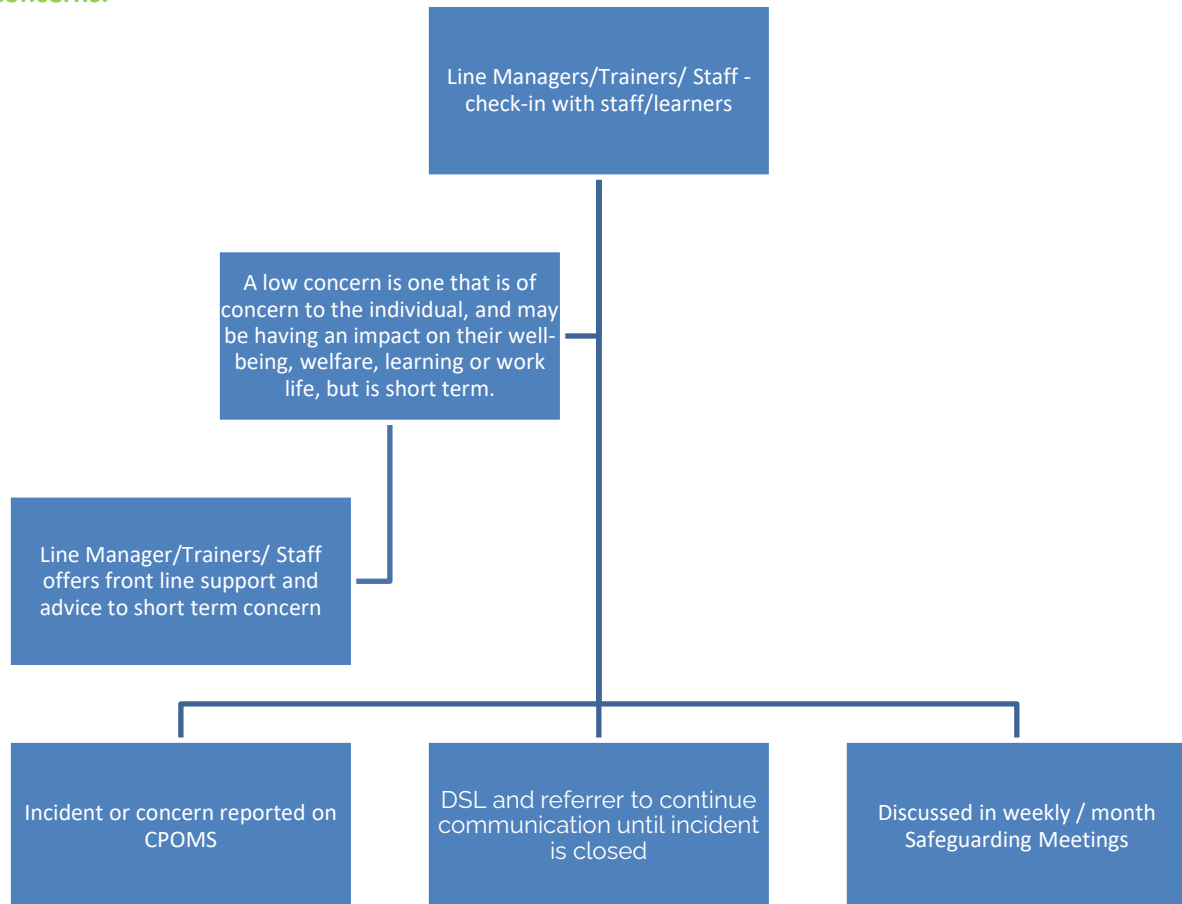 concerns.
Line Managers/Trainers/ Staff -
check-in with staff/learners
A low concern is one that is of
concern to the individual, and may
be having an impact on their well-
being, welfare, learning or work
life, but is short term.
Line Manager/Trainers/ Staff
offers front line support and
advice to short term concern
Incident or concern reported on
CPOMS
DSL and referrer to continue
communication until incident
is closed
Discussed in weekly / month
Safeguarding Meetings